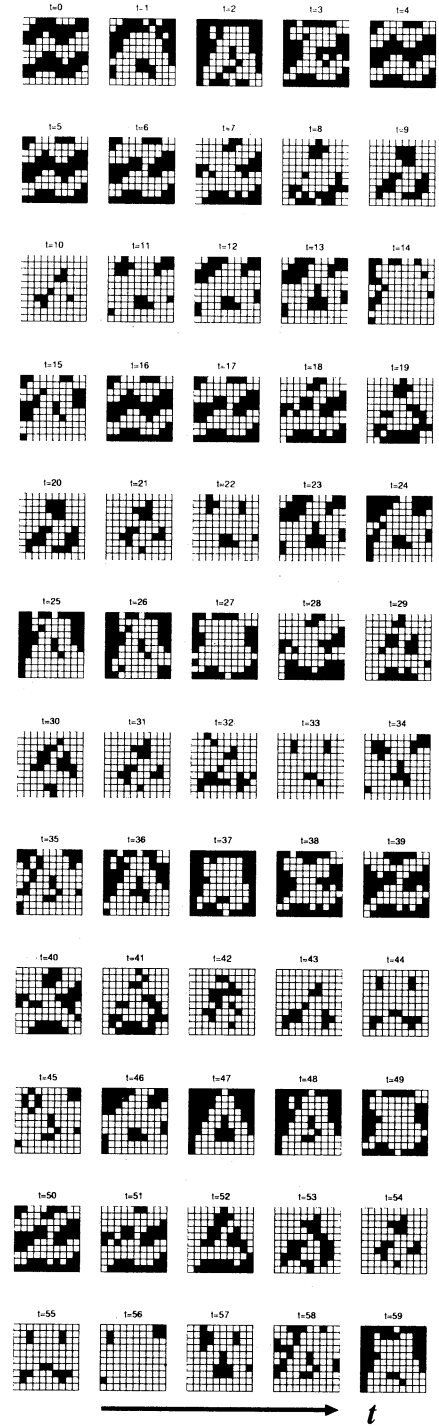 t=0 t=1 t=2 t=3 t=4
t=5 t=6 t=7 t=8 t=9
t=10 t=11 t=12 t=13 t=14
t=15 t=16 t=17 t=18 t=19
t=20 t=21 t=22 t=23 t=24
t=25 t=26 t=27 t=28 t=29
t=30 t=31 t=32 t=33 t=34
t=35 t=36 t=37 t=38 t=39
t=40 t=41 t=42 t=43 t=44
t=45 t=46 t=47 t=48 t=49
t=50 t=51 t=52 t=53 t=54
t=55 t=56 t=57 t=58 t=59
t